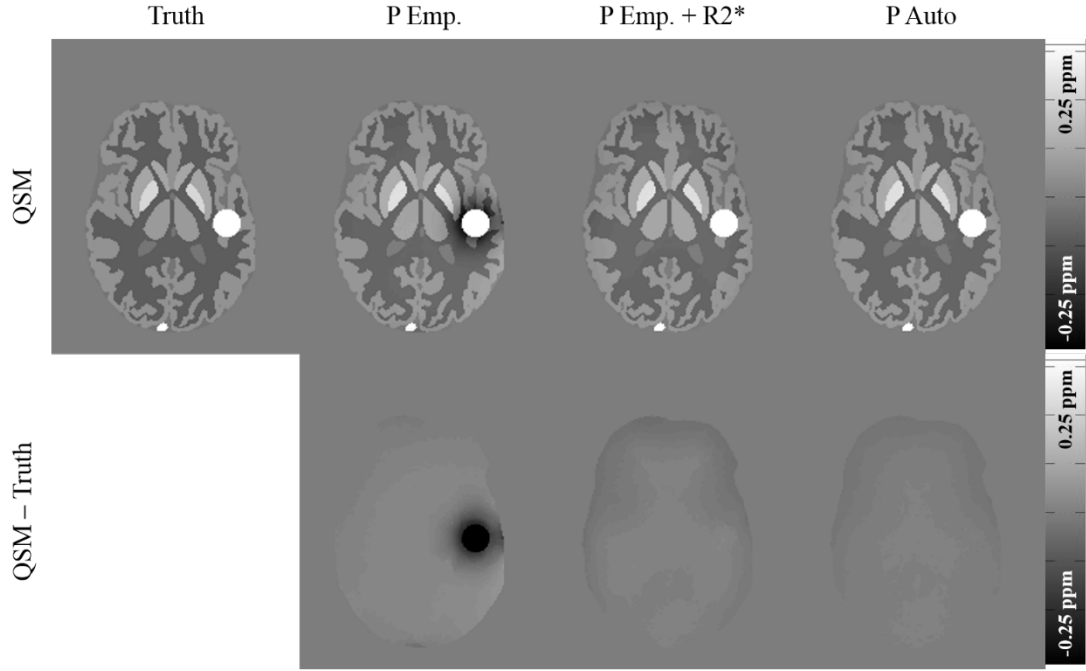 Truth
P Emp.
P Emp. + R2*
P Auto
QSM
0.25 ppm
-0.25 ppm
QSM – Truth
0.25 ppm
-0.25 ppm